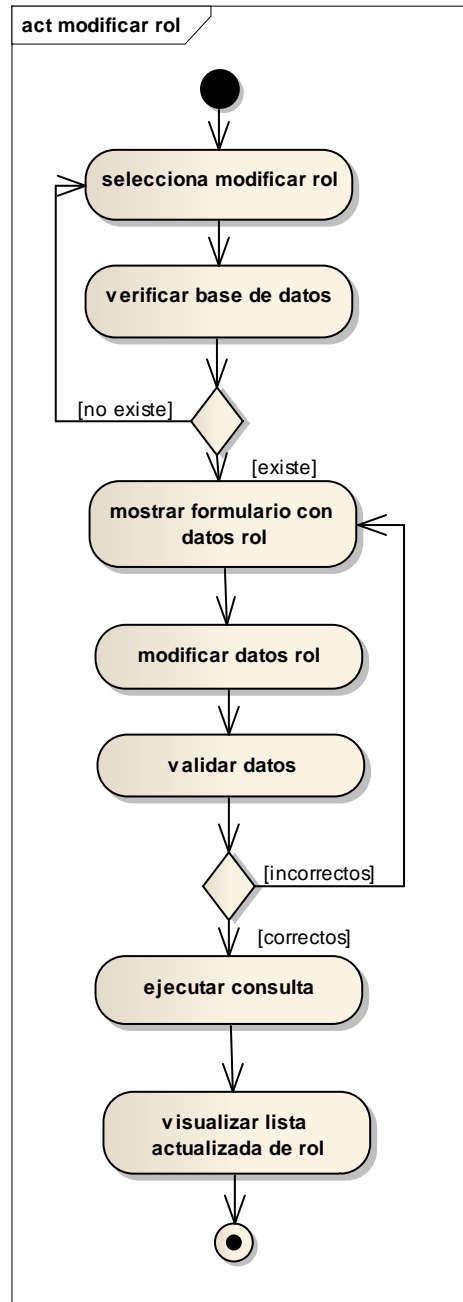 act modificar rol
selecciona modificar rol
verificar base de datos
[no existe]
[existe]
mostrar formulario con
datos rol
modificar datos rol
validar datos
[incorrectos]
[correctos]
ejecutar consulta
visualizar lista
actualizada de rol